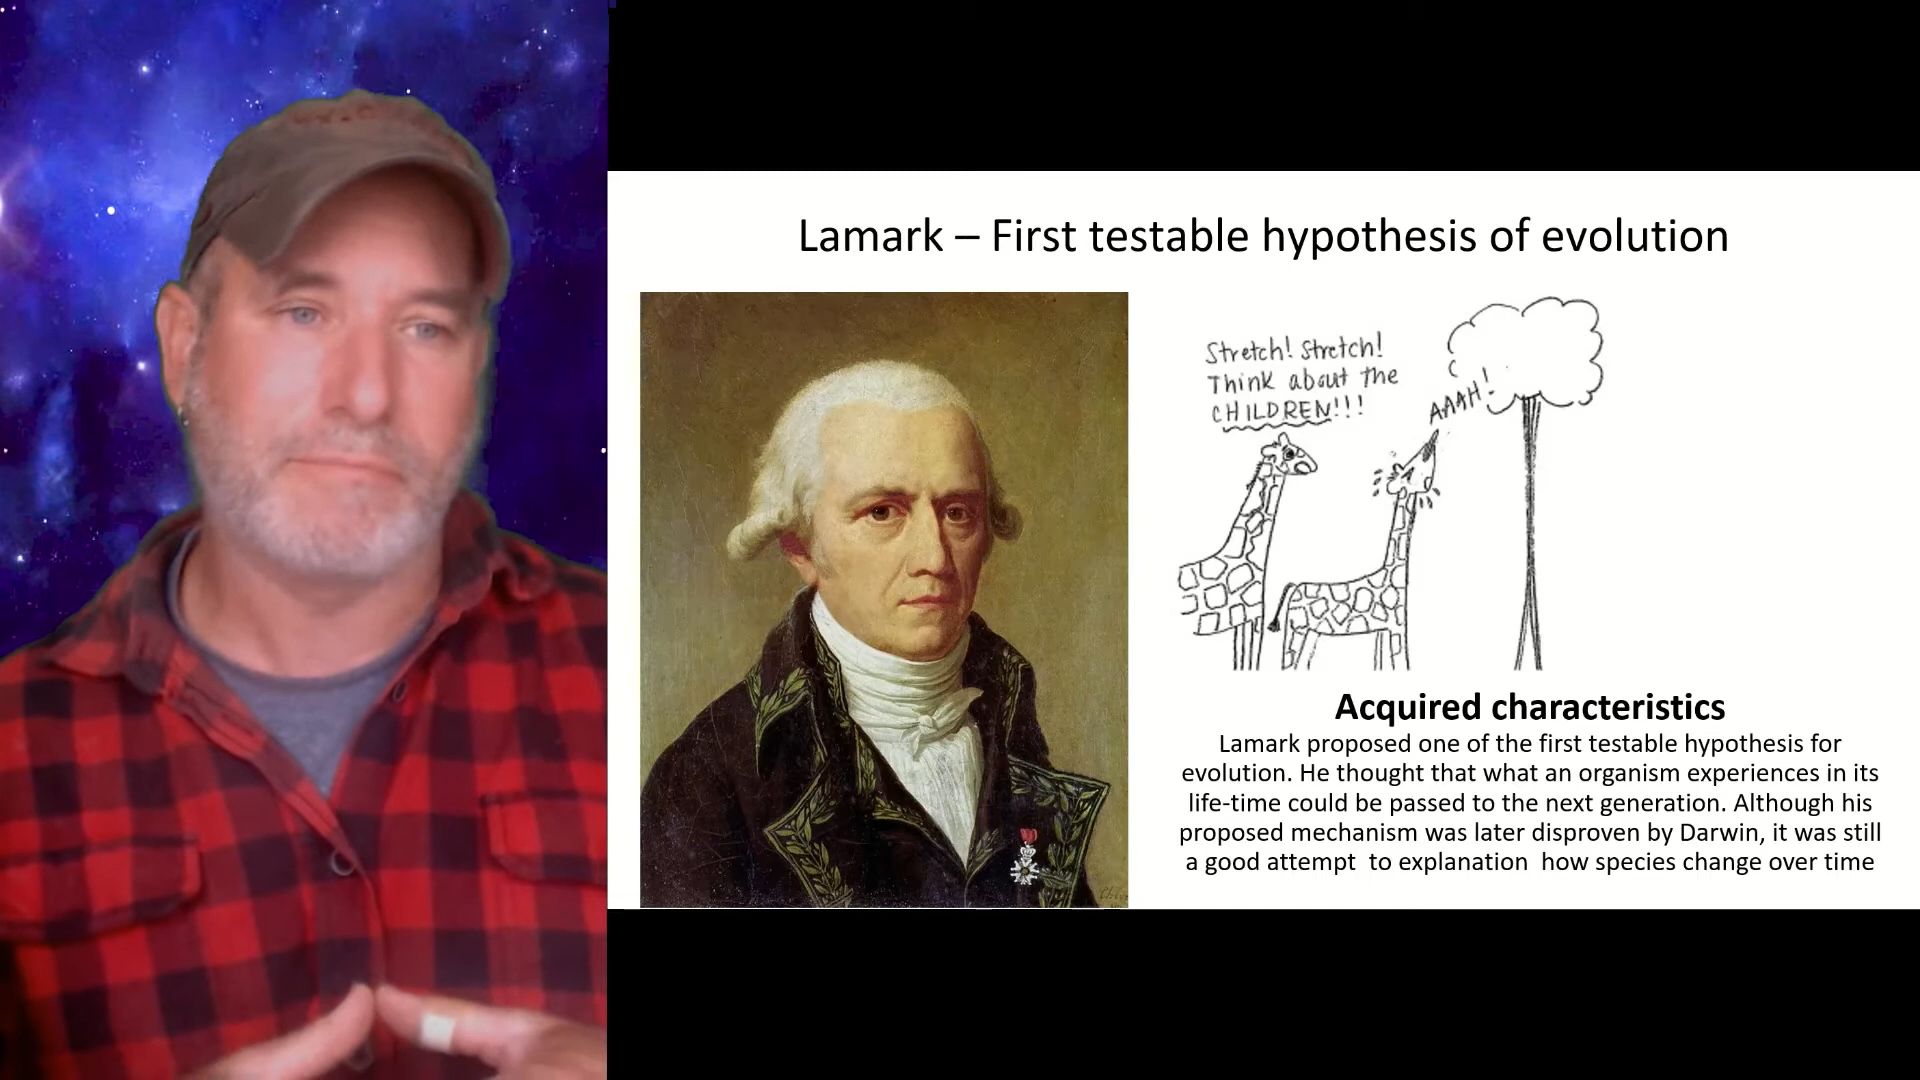 Lamark – First testable hypothesis of evolution
Stretch! Stretch!
Think about the
CHILDREN!!!
AAAH!
Acquired characteristics
Lamark proposed one of the first testable hypothesis for
evolution. He thought that what an organism experiences in its
life-time could be passed to the next generation. Although his
proposed mechanism was later disproven by Darwin, it was still
a good attempt  to explanation  how species change over time